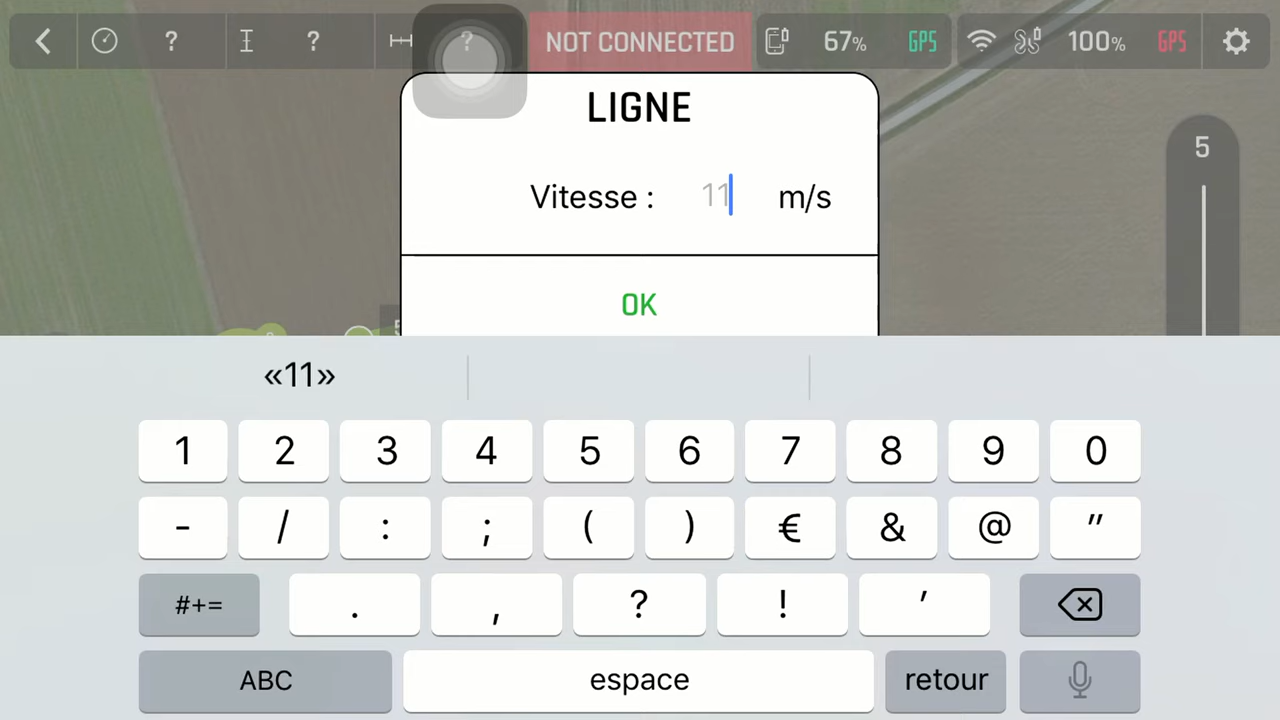 ? ? ? NOT CONNECTED 67% GPS 100% GPS
LIGNE
5
Vitesse : 11 m/s
OK
«11»
1 2 3 4 5 6 7 8 9 0
- / : ; ( ) € & @ "
#+= . , ? ! '
ABC espace retour